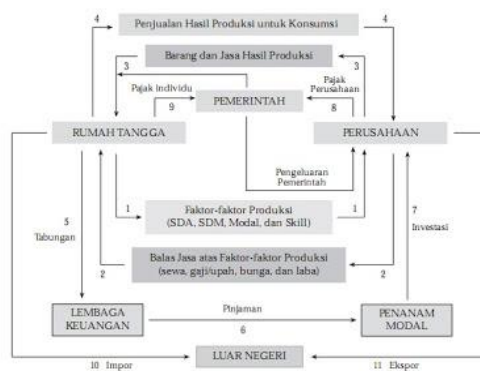 4
Penjualan Hasil Produksi untuk Konsumsi
4
Barang dan Jasa Hasil Produksi
3
3
Pajak Individu
Pajak
Perusahaan
9
PEMERINTAH
8
RUMAH TANGGA
PERUSAHAAN
Pengeluaran
Pemerintah
1
Faktor-faktor Produksi
(SDA, SDM, Modal, dan Skill)
1
5
Tabungan
7
Investasi
2
Balas Jasa atas Faktor-faktor Produksi
(sewa, gaji/upah, bunga, dan laba)
2
LEMBAGA
KEUANGAN
Pinjaman
6
PENANAM
MODAL
LUAR NEGERI
10 Impor
11 Ekspor